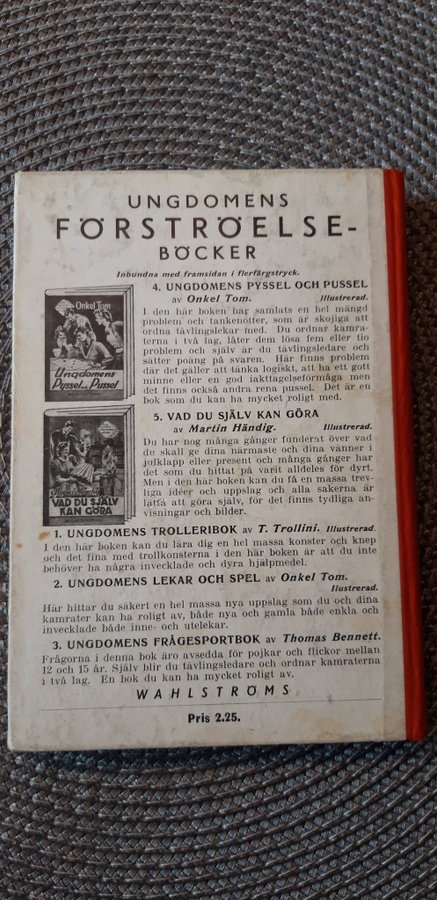 UNGDOMENS
FÖRSTRÖELSE-
BÖCKER
Inbundna med framsidan i flerfärgstryck.
Onkel Tom
Ungdomens
Pyssel och Pussel
4. UNGDOMENS PYSSEL OCH PUSSEL
av Onkel Tom. Illustrerad.
I den här boken har samlats en hel mängd
problem och tankenötter, som är skojiga att
ordna tävlingslekar med. Du ordnar kamra-
terna i två lag, låter dem lösa fem eller tio
problem och själv är du tävlingsledare och
sätter poäng på svaren. Här finns problem
där det gäller att tänka logiskt, att ha ett gott
minne eller en god iakttagelseförmåga men
det finns också andra rena pussel. Det är en
bok som du kan ha mycket roligt med.
VAD DU SJÄLV
KAN GÖRA
5. VAD DU SJÄLV KAN GÖRA
av Martin Händig. Illustrerad.
Du har nog många gånger funderat över vad
du skall ge dina närmaste och dina vänner i
julklapp eller present och många gånger har
det som du hittat på varit alldeles för dyrt.
Men i den här boken kan du få en massa trev-
liga idéer och uppslag och alla sakerna är
lätta att göra själv, för det finns tydliga an-
visningar och bilder.
1. UNGDOMENS TROLLERIBOK av T. Trollini. Illustrerad.
I den här boken kan du lära dig en hel massa konster och knep
och det fina med trollkonsterna i den här boken är att du inte
behöver ha några invecklade och dyra hjälpmedel.
2. UNGDOMENS LEKAR OCH SPEL av Onkel Tom.
Ilustrerad.
Här hittar du säkert en hel massa nya uppslag som du och dina
kamrater kan ha roligt av, både nya och gamla både enkla och
invecklade både inne- och utelekar.
3. UNGDOMENS FRÅGESPORTBOK av Thomas Bennett.
Frågorna i denna bok äro avsedda för pojkar och flickor mellan
12 och 15 år. Själv blir du tävlingsledare och ordnar kamraterna
i två lag. En bok du kan ha mycket roligt av.
WAHLSTRÖMS
Pris 2.25.